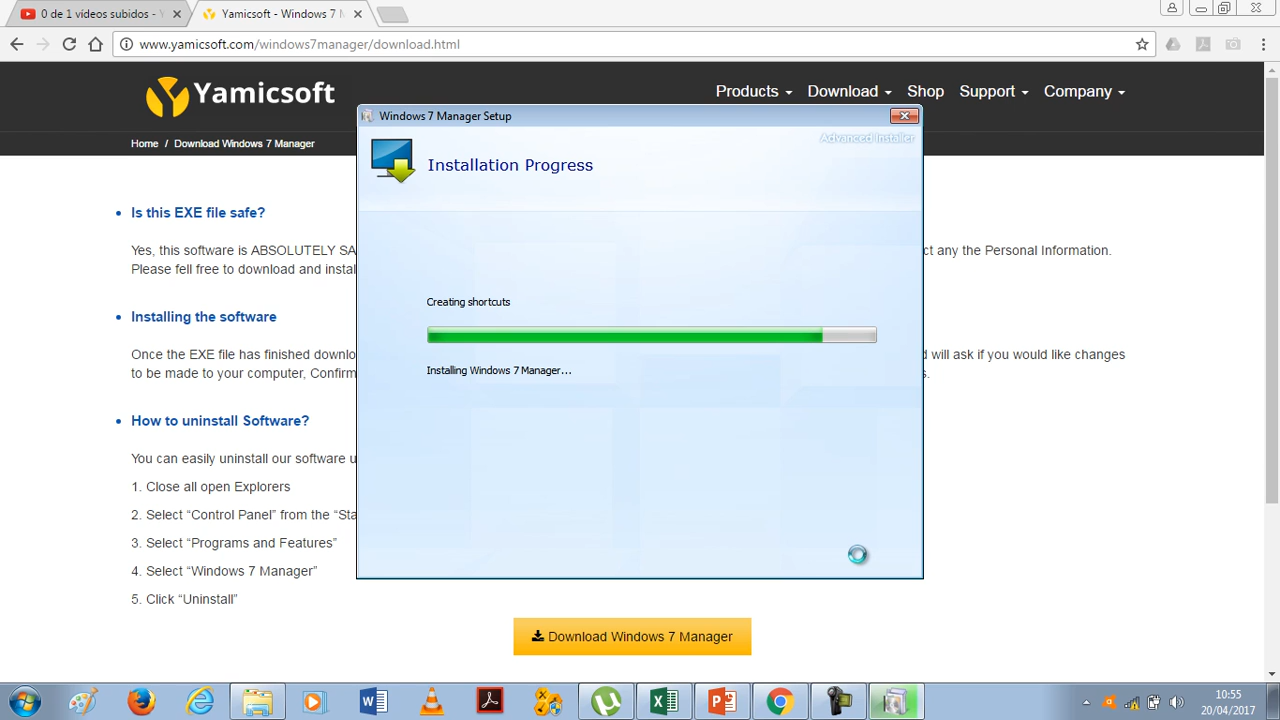 0 de 1 vídeos subidos - Y
Yamicsoft - Windows 7 M
www.yamicsoft.com/windows7manager/download.html
Yamicsoft
Products
Download
Shop
Support
Company
Home / Download Windows 7 Manager
Windows 7 Manager Setup
Advanced Installer
Installation Progress
Creating shortcuts
Installing Windows 7 Manager...
Is this EXE file safe?
Yes, this software is ABSOLUTELY SA
ct any the Personal Information.
Please fell free to download and instal
Installing the software
Once the EXE file has finished downlo
d will ask if you would like changes
to be made to your computer, Confirm
s.
How to uninstall Software?
You can easily uninstall our software u
1. Close all open Explorers
2. Select “Control Panel” from the “Sta
3. Select “Programs and Features”
4. Select “Windows 7 Manager”
5. Click “Uninstall”
Download Windows 7 Manager
10:55
20/04/2017